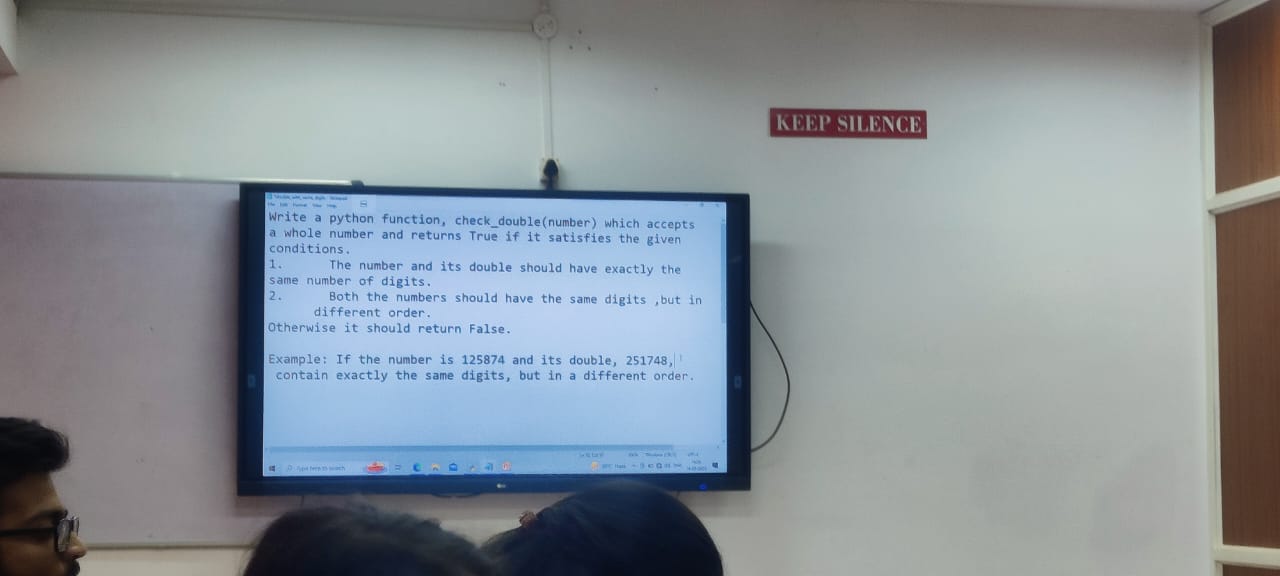 KEEP SILENCE
File Edit Format View Help
Write a python function, check_double(number) which accepts
a whole number and returns True if it satisfies the given
conditions.
1. The number and its double should have exactly the
same number of digits.
2. Both the numbers should have the same digits ,but in
different order.
Otherwise it should return False.
Example: If the number is 125874 and its double, 251748,
contain exactly the same digits, but in a different order.
Type here to search